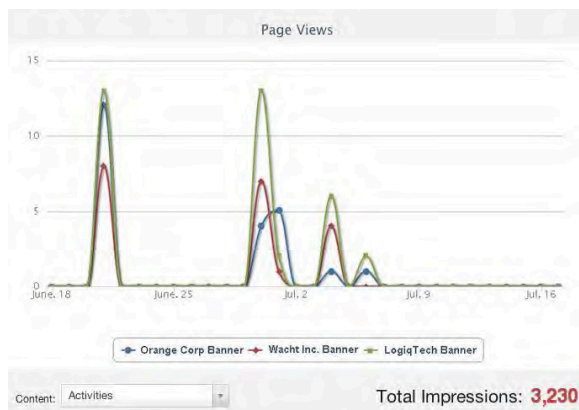 Page Views
15
10
5
0
June, 18 June, 25 Jul, 2 Jul, 9 Jul, 16
Orange Corp Banner Wacht Inc. Banner LogiqTech Banner
Content: Activities Total Impressions: 3,230